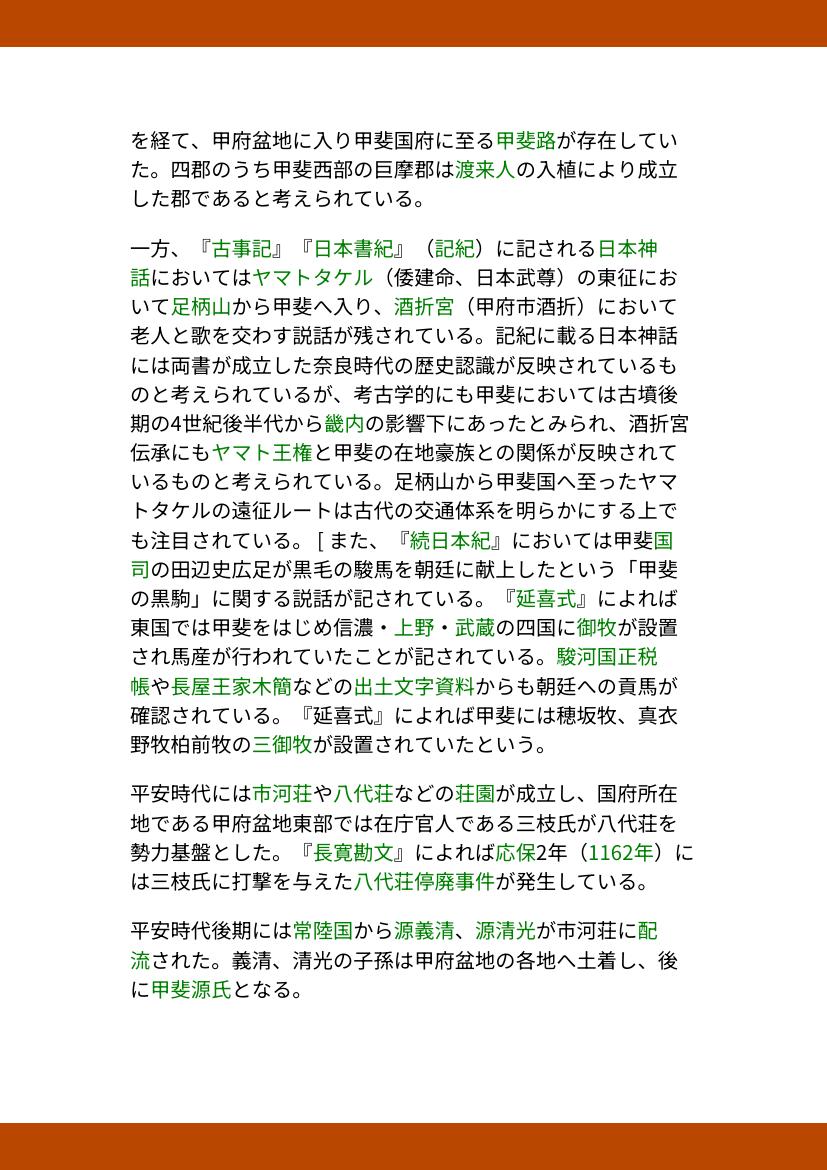 を経て、甲府盆地に入り甲斐国府に至る甲斐路が存在してい
た。四郡のうち甲斐西部の巨摩郡は渡来人の入植により成立
した郡であると考えられている。
一方、『古事記』『日本書紀』（記紀）に記される日本神
話においてはヤマトタケル（倭建命、日本武尊）の東征にお
いて足柄山から甲斐へ入り、酒折宮（甲府市酒折）において
老人と歌を交わす説話が残されている。記紀に載る日本神話
には両書が成立した奈良時代の歴史認識が反映されているも
のと考えられているが、考古学的にも甲斐においては古墳後
期の4世紀後半代から畿内の影響下にあったとみられ、酒折宮
伝承にもヤマト王権と甲斐の在地豪族との関係が反映されて
いるものと考えられている。足柄山から甲斐国へ至ったヤマ
トタケルの遠征ルートは古代の交通体系を明らかにする上で
も注目されている。 [ また、『続日本紀』においては甲斐国
司の田辺史広足が黒毛の駿馬を朝廷に献上したという「甲斐
の黒駒」に関する説話が記されている。『延喜式』によれば
東国では甲斐をはじめ信濃・上野・武蔵の四国に御牧が設置
され馬産が行われていたことが記されている。駿河国正税
帳や長屋王家木簡などの出土文字資料からも朝廷への貢馬が
確認されている。『延喜式』によれば甲斐には穂坂牧、真衣
野牧柏前牧の三御牧が設置されていたという。
平安時代には市河荘や八代荘などの荘園が成立し、国府所在
地である甲府盆地東部では在庁官人である三枝氏が八代荘を
勢力基盤とした。『長寛勘文』によれば応保2年（1162年）に
は三枝氏に打撃を与えた八代荘停廃事件が発生している。
平安時代後期には常陸国から源義清、源清光が市河荘に配
流された。義清、清光の子孫は甲府盆地の各地へ土着し、後
に甲斐源氏となる。